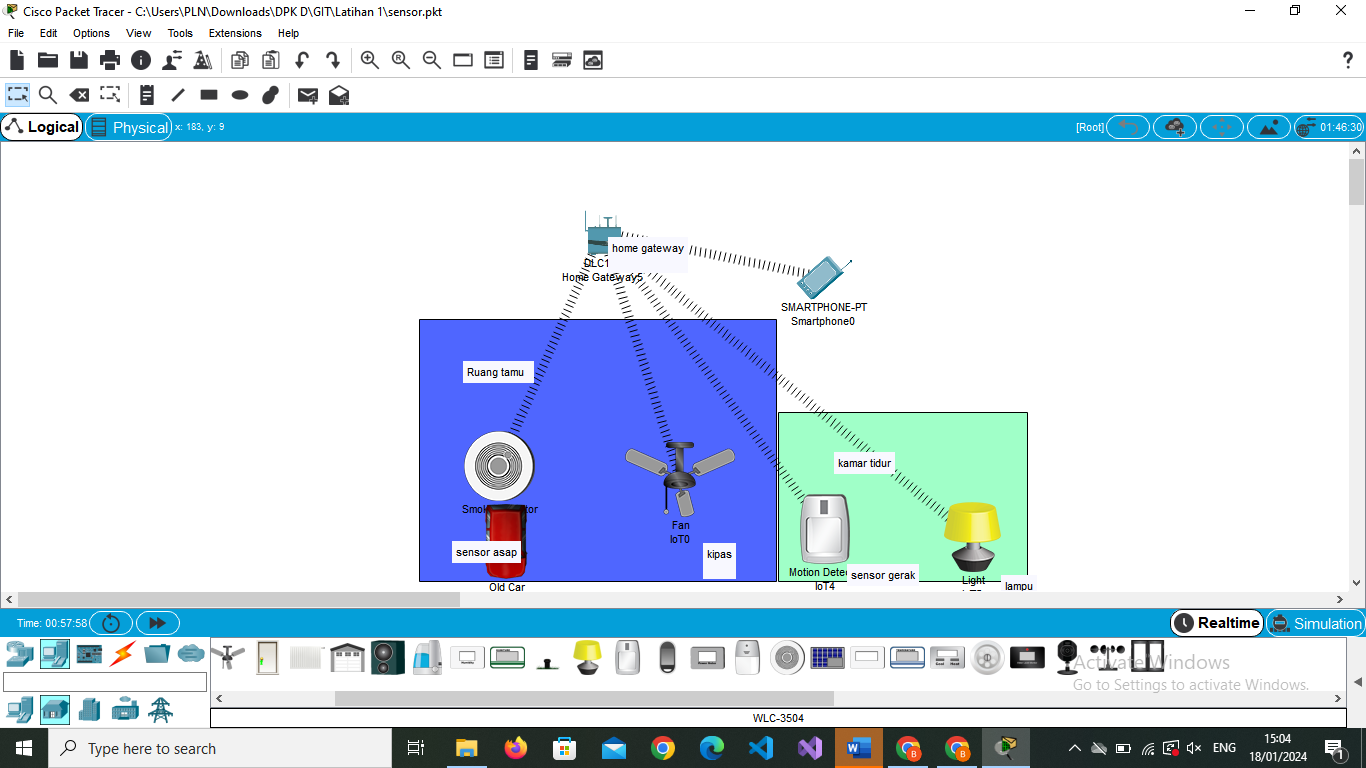 Cisco Packet Tracer - C:\Users\PLN\Downloads\DPK D\GIT\Latihan 1\sensor.pkt
File Edit Options View Tools Extensions Help
Logical Physical x: 183, y: 9 [Root] 01:46:30
home gateway
DLC1
Home Gateway5
SMARTPHONE-PT
Smartphone0
Ruang tamu
kamar tidur
Smo tor
Fan
IoT0
sensor asap
kipas
Motion Dete
sensor gerak
IoT4
Light
lampu
Old Car
Time: 00:57:58 Realtime Simulation
Activate Windows
Go to Settings to activate Windows.
WLC-3504
Type here to search
ENG
15:04
18/01/2024
1